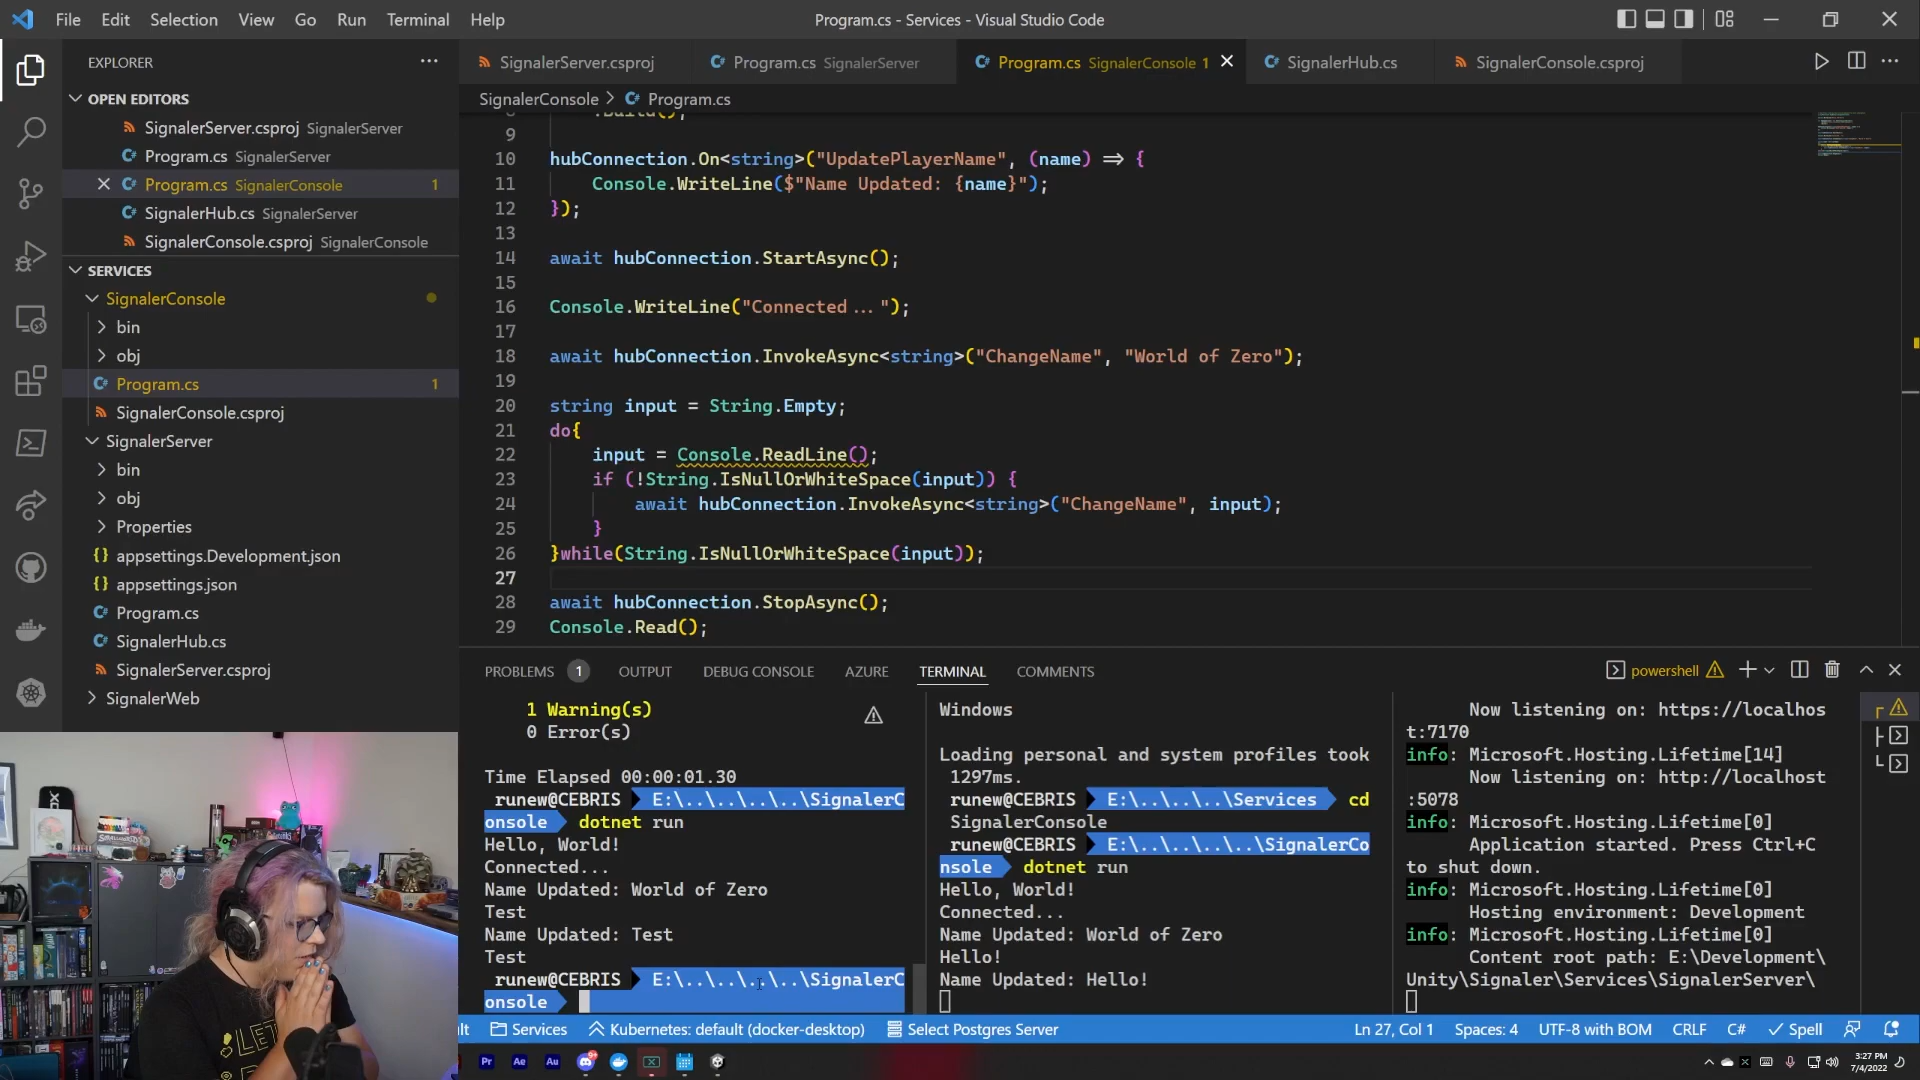 File Edit Selection View Go Run Terminal Help
Program.cs - Services - Visual Studio Code
EXPLORER
OPEN EDITORS
SignalerServer.csproj SignalerServer
Program.cs SignalerServer
Program.cs SignalerConsole 1
SignalerHub.cs SignalerServer
SignalerConsole.csproj SignalerConsole
SERVICES
SignalerConsole
bin
obj
Program.cs 1
SignalerConsole.csproj
SignalerServer
bin
obj
Properties
appsettings.Development.json
appsettings.json
Program.cs
SignalerHub.cs
SignalerServer.csproj
SignalerWeb
SignalerServer.csproj
Program.cs SignalerServer
Program.cs SignalerConsole 1
SignalerHub.cs
SignalerConsole.csproj
SignalerConsole > Program.cs
.Build();
9
10 hubConnection.On<string>("UpdatePlayerName", (name) => {
11 Console.WriteLine($"Name Updated: {name}");
12 });
13
14 await hubConnection.StartAsync();
15
16 Console.WriteLine("Connected...");
17
18 await hubConnection.InvokeAsync<string>("ChangeName", "World of Zero");
19
20 string input = String.Empty;
21 do{
22 input = Console.ReadLine();
23 if (!String.IsNullOrWhiteSpace(input)) {
24 await hubConnection.InvokeAsync<string>("ChangeName", input);
25 }
26 }while(String.IsNullOrWhiteSpace(input));
27
28 await hubConnection.StopAsync();
29 Console.Read();
PROBLEMS 1 OUTPUT DEBUG CONSOLE AZURE TERMINAL COMMENTS
powershell
1 Warning(s)
0 Error(s)
Time Elapsed 00:00:01.30
runew@CEBRIS E:\..\..\..\..\SignalerC
onsole dotnet run
Hello, World!
Connected...
Name Updated: World of Zero
Test
Name Updated: Test
Test
runew@CEBRIS E:\..\..\..\..\SignalerC
onsole
Windows
Loading personal and system profiles took
1297ms.
runew@CEBRIS E:\..\..\..\Services cd
SignalerConsole
runew@CEBRIS E:\..\..\..\..\SignalerCo
nsole dotnet run
Hello, World!
Connected...
Name Updated: World of Zero
Hello!
Name Updated: Hello!
Now listening on: https://localhos
t:7170
info: Microsoft.Hosting.Lifetime[14]
Now listening on: http://localhost
:5078
info: Microsoft.Hosting.Lifetime[0]
Application started. Press Ctrl+C
to shut down.
info: Microsoft.Hosting.Lifetime[0]
Hosting environment: Development
info: Microsoft.Hosting.Lifetime[0]
Content root path: E:\Development\
Unity\Signaler\Services\SignalerServer\
Services Kubernetes: default (docker-desktop) Select Postgres Server
Ln 27, Col 1 Spaces: 4 UTF-8 with BOM CRLF C# Spell
Pr Ae Au
3:27 PM
7/4/2022